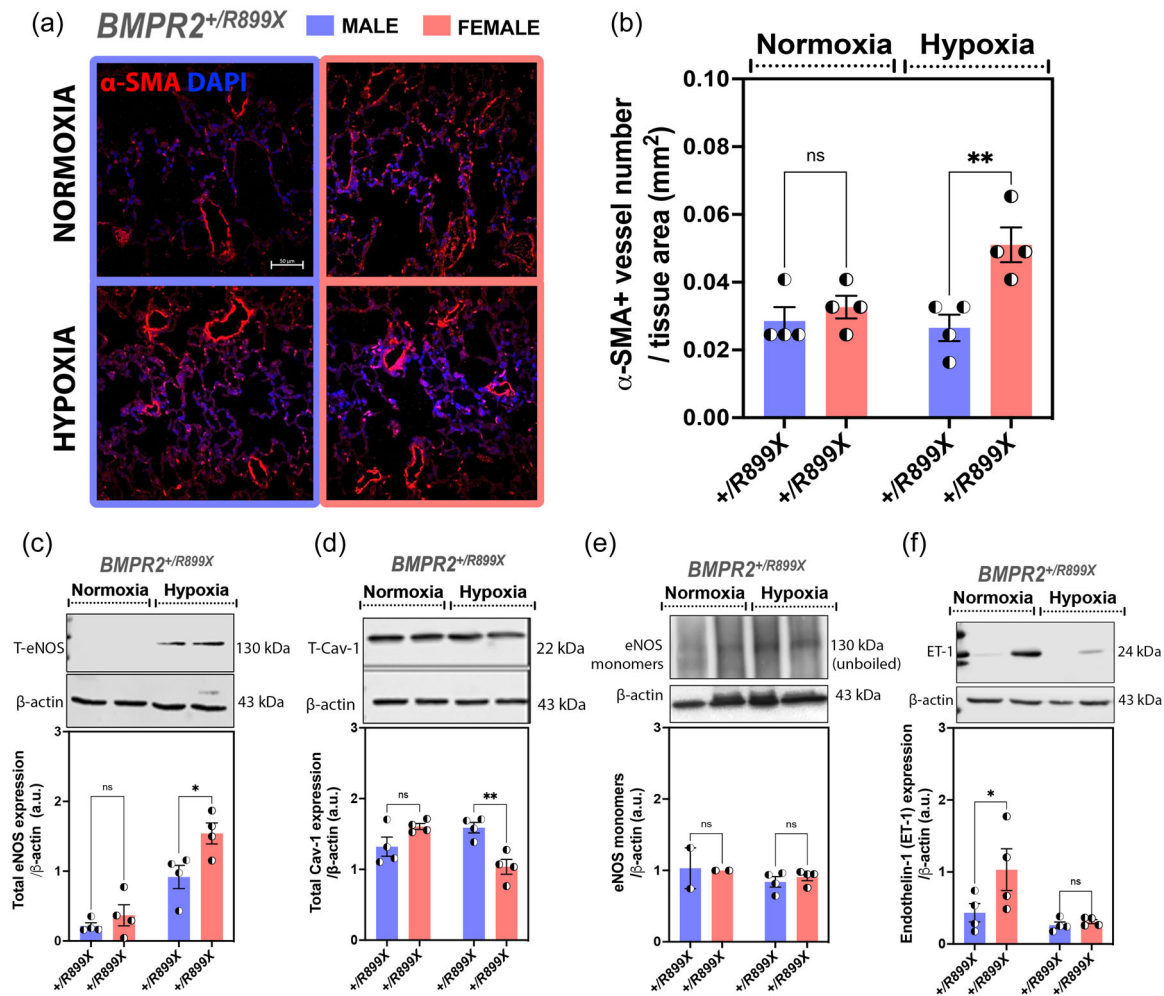 (a)
BMPR2+/R899X MALE FEMALE
α-SMA DAPI
NORMOXIA
50 μm
HYPOXIA
(b)
Normoxia Hypoxia
α-SMA+ vessel number
/ tissue area (mm2)
0.10
0.08
0.06
0.04
0.02
0.00
ns
**
+/R899X
+/R899X
+/R899X
+/R899X
(c)
BMPR2+/R899X
Normoxia Hypoxia
T-eNOS 130 kDa
β-actin 43 kDa
Total eNOS expression
/β-actin (a.u.)
3
2
1
0
ns
*
+/R899X
+/R899X
+/R899X
+/R899X
(d)
BMPR2+/R899X
Normoxia Hypoxia
T-Cav-1 22 kDa
β-actin 43 kDa
Total Cav-1 expression
/β-actin (a.u.)
3
2
1
0
ns
**
+/R899X
+/R899X
+/R899X
+/R899X
(e)
BMPR2+/R899X
Normoxia Hypoxia
eNOS
monomers
130 kDa
(unboiled)
β-actin 43 kDa
eNOS monomers
/β-actin (a.u.)
3
2
1
0
ns
ns
+/R899X
+/R899X
+/R899X
+/R899X
(f)
BMPR2+/R899X
Normoxia Hypoxia
ET-1 24 kDa
β-actin 43 kDa
Endothelin-1 (ET-1) expression
/β-actin (a.u.)
3
2
1
0
*
ns
+/R899X
+/R899X
+/R899X
+/R899X